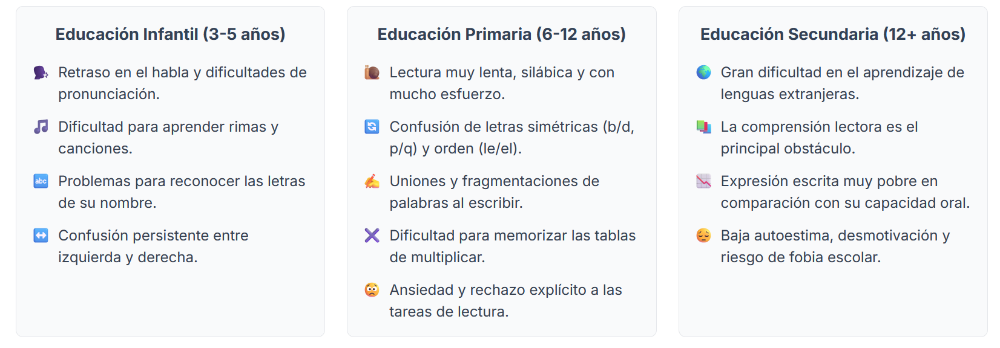 Educación Infantil (3-5 años)
Retraso en el habla y dificultades de
pronunciación.
Dificultad para aprender rimas y
canciones.
abc
Problemas para reconocer las letras
de su nombre.
Confusión persistente entre
izquierda y derecha.
Educación Primaria (6-12 años)
Lectura muy lenta, silábica y con
mucho esfuerzo.
Confusión de letras simétricas (b/d,
p/q) y orden (le/el).
Uniones y fragmentaciones de
palabras al escribir.
Dificultad para memorizar las tablas
de multiplicar.
Ansiedad y rechazo explícito a las
tareas de lectura.
Educación Secundaria (12+ años)
Gran dificultad en el aprendizaje de
lenguas extranjeras.
La comprensión lectora es el
principal obstáculo.
Expresión escrita muy pobre en
comparación con su capacidad oral.
Baja autoestima, desmotivación y
riesgo de fobia escolar.